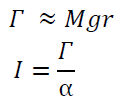 Γ ≈ Mgr
I = Γ / α